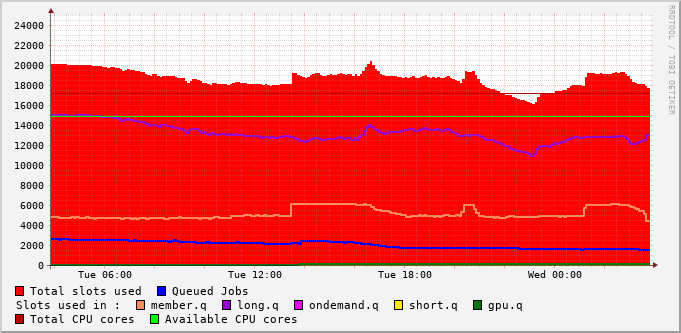 RRDTOOL / TOBI OETIKER
24000
22000
20000
18000
16000
14000
12000
10000
8000
6000
4000
2000
0
Tue 06:00 Tue 12:00 Tue 18:00 Wed 00:00
Total slots used Queued Jobs
Slots used in : member.q long.q ondemand.q short.q gpu.q
Total CPU cores Available CPU cores